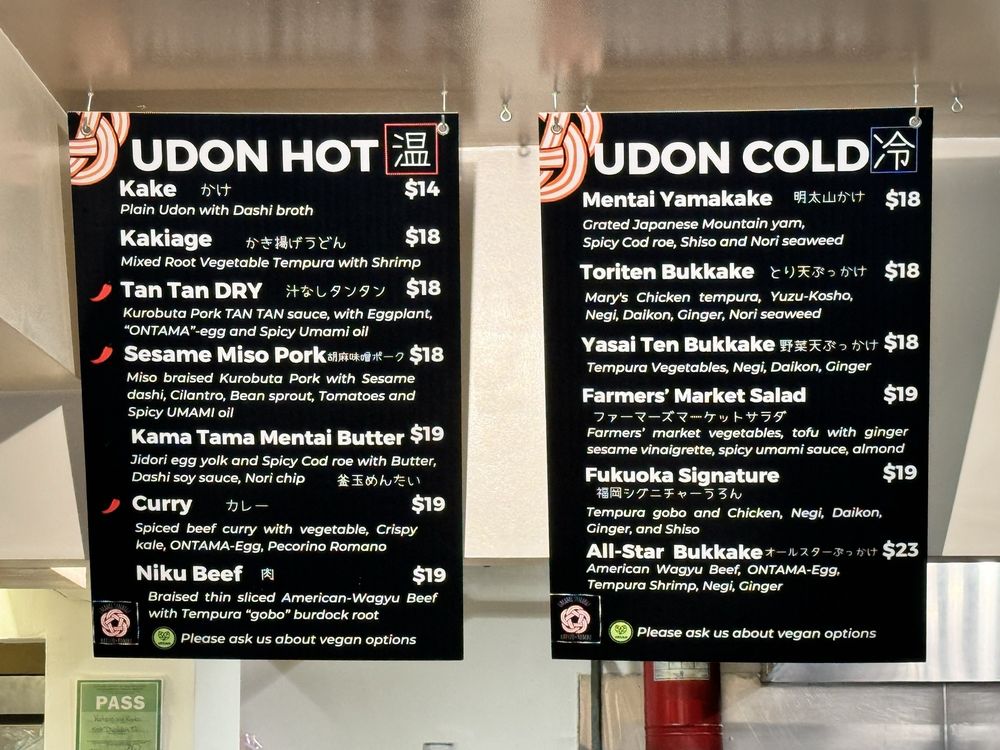 UDON HOT 温
Kake かけ $14
Plain Udon with Dashi broth
Kakiage かき揚げうどん $18
Mixed Root Vegetable Tempura with Shrimp
Tan Tan DRY 汁なしタンタン $18
Kurobuta Pork TAN TAN sauce, with Eggplant,
“ONTAMA”-egg and Spicy Umami oil
Sesame Miso Pork 胡麻味噌ポーク $18
Miso braised Kurobuta Pork with Sesame
dashi, Cilantro, Bean sprout, Tomatoes and
Spicy UMAMI oil
Kama Tama Mentai Butter $19
Jidori egg yolk and Spicy Cod roe with Butter,
Dashi soy sauce, Nori chip 釜玉めんたい
Curry カレー $19
Spiced beef curry with vegetable, Crispy
kale, ONTAMA-Egg, Pecorino Romano
Niku Beef 肉 $19
Braised thin sliced American-Wagyu Beef
with Tempura “gobo” burdock root
Please ask us about vegan options
UDON COLD 冷
Mentai Yamakake 明太山かけ $18
Grated Japanese Mountain yam,
Spicy Cod roe, Shiso and Nori seaweed
Toriten Bukkake とり天ぶっかけ $18
Mary's Chicken tempura, Yuzu-Kosho,
Negi, Daikon, Ginger, Nori seaweed
Yasai Ten Bukkake 野菜天ぶっかけ $18
Tempura Vegetables, Negi, Daikon, Ginger
Farmers’ Market Salad $19
ファーマーズマーケットサラダ
Farmers’ market vegetables, tofu with ginger
sesame vinaigrette, spicy umami sauce, almond
Fukuoka Signature $19
福岡シグニチャーうろん
Tempura gobo and Chicken, Negi, Daikon,
Ginger, and Shiso
All-Star Bukkake オールスターぶっかけ $23
American Wagyu Beef, ONTAMA-Egg,
Tempura Shrimp, Negi, Ginger
Please ask us about vegan options
PASS